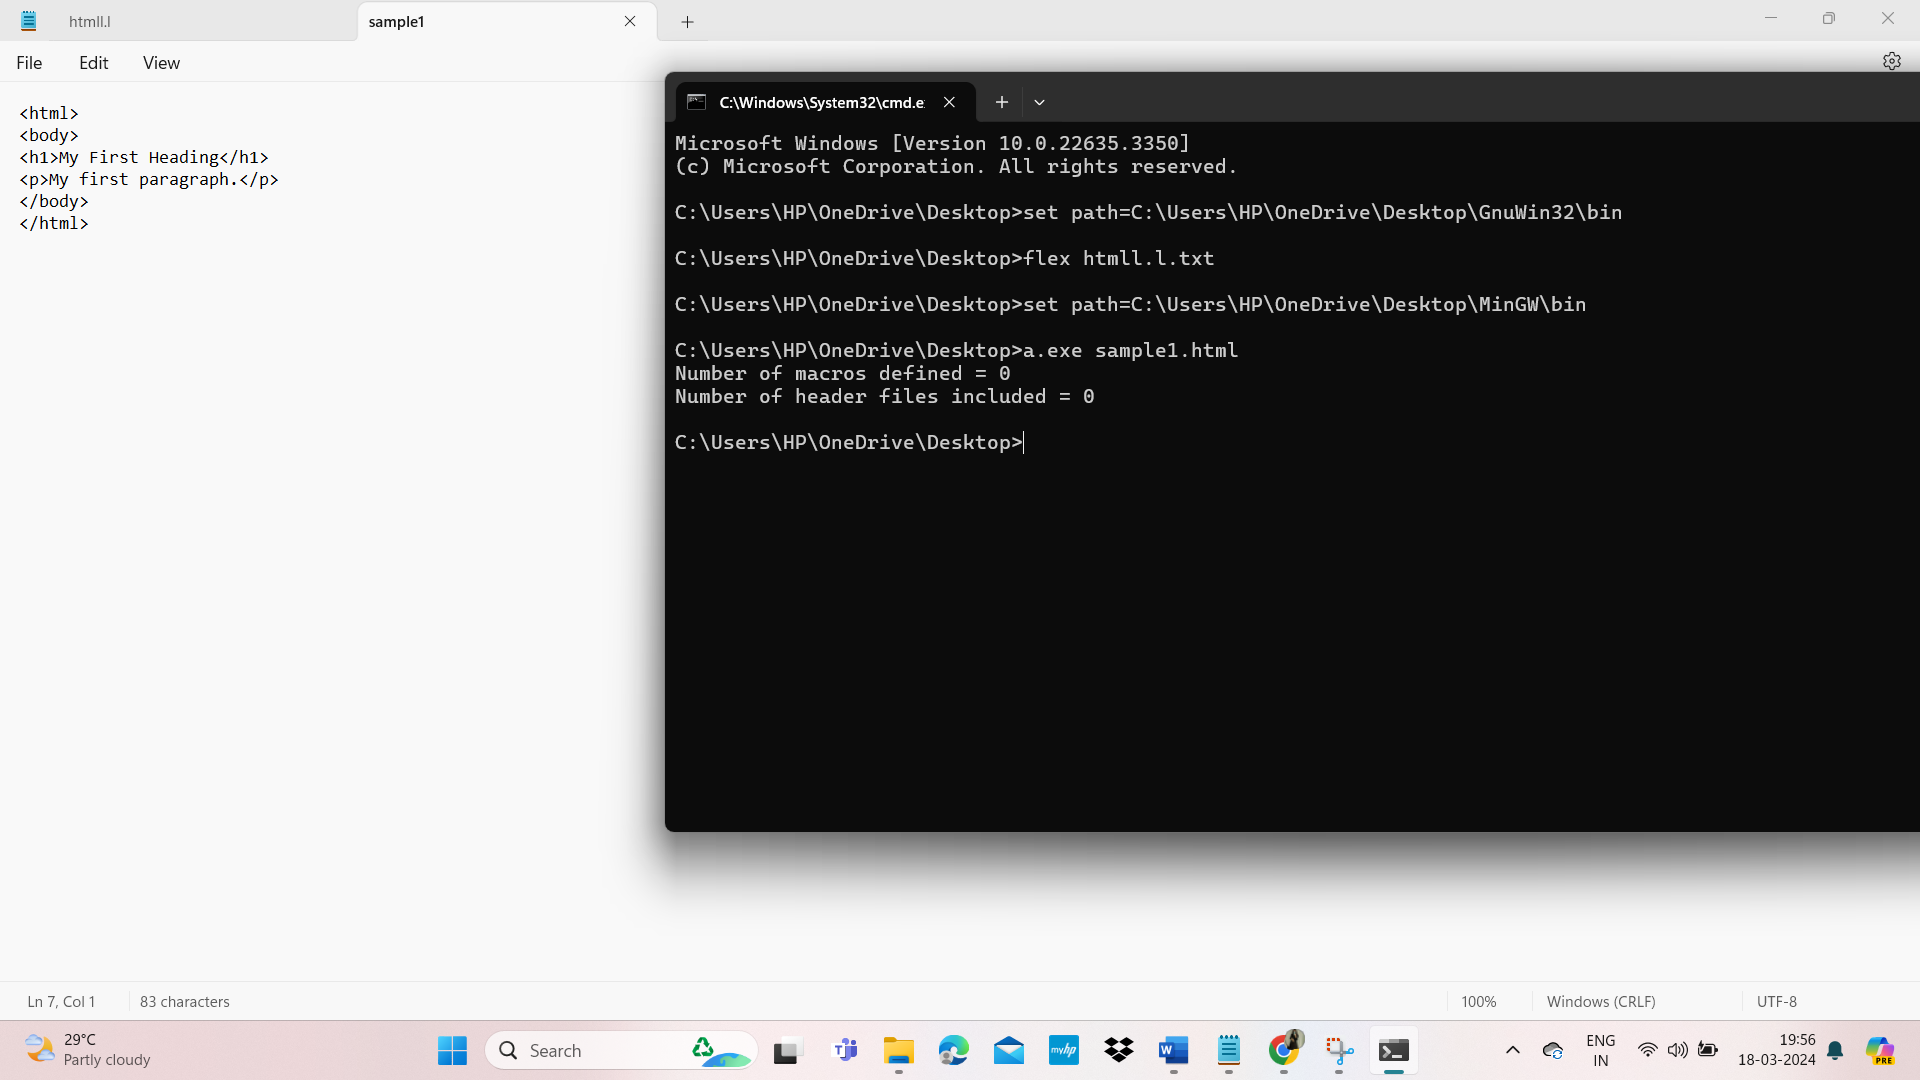 htmll.l
sample1
File
Edit
View
<html>
<body>
<h1>My First Heading</h1>
<p>My first paragraph.</p>
</body>
</html>
C:\Windows\System32\cmd.e
Microsoft Windows [Version 10.0.22635.3350]
(c) Microsoft Corporation. All rights reserved.
C:\Users\HP\OneDrive\Desktop>set path=C:\Users\HP\OneDrive\Desktop\GnuWin32\bin
C:\Users\HP\OneDrive\Desktop>flex htmll.l.txt
C:\Users\HP\OneDrive\Desktop>set path=C:\Users\HP\OneDrive\Desktop\MinGW\bin
C:\Users\HP\OneDrive\Desktop>a.exe sample1.html
Number of macros defined = 0
Number of header files included = 0
C:\Users\HP\OneDrive\Desktop>
Ln 7, Col 1
83 characters
100%
Windows (CRLF)
UTF-8
29°C
Partly cloudy
Search
myhp
ENG
IN
19:56
18-03-2024
PRE